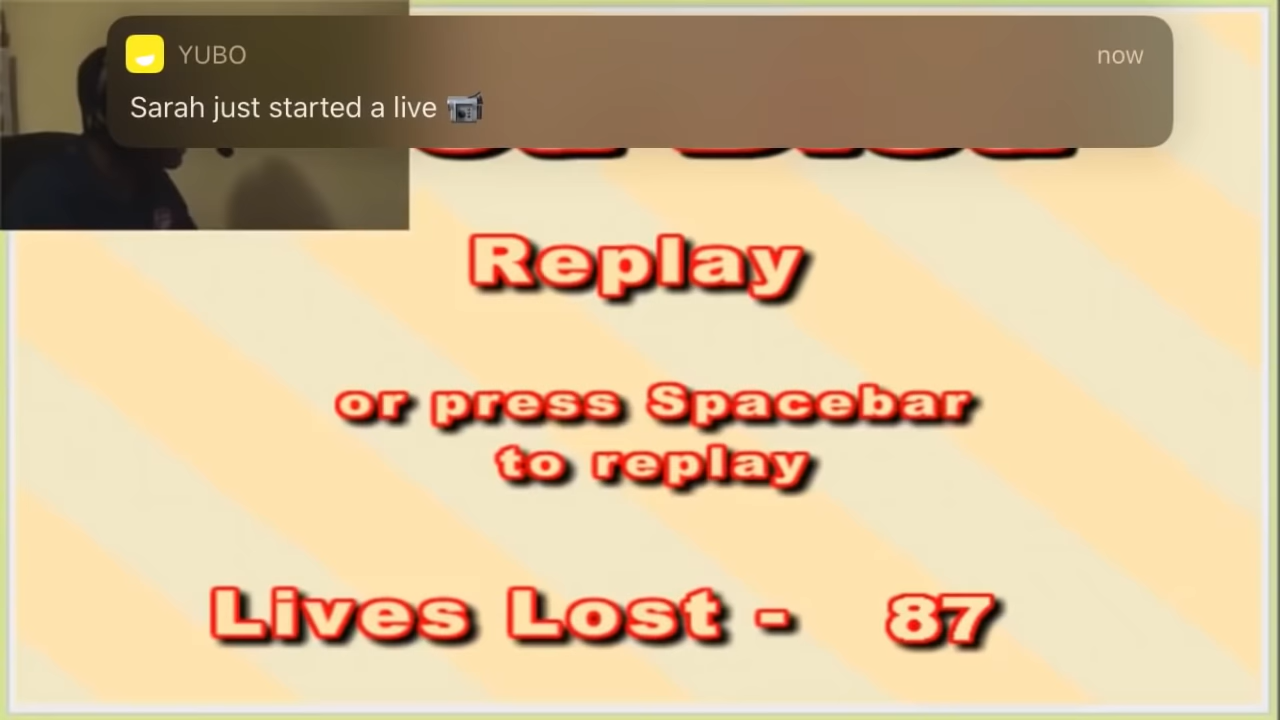 YUBO
now
Sarah just started a live
Replay
or press Spacebar
to replay
Lives Lost - 87